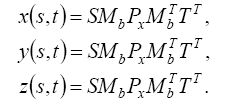 x(s,t) = SM_b P_x M_b^T T^T,
y(s,t) = SM_b P_x M_b^T T^T,
z(s,t) = SM_b P_x M_b^T T^T.